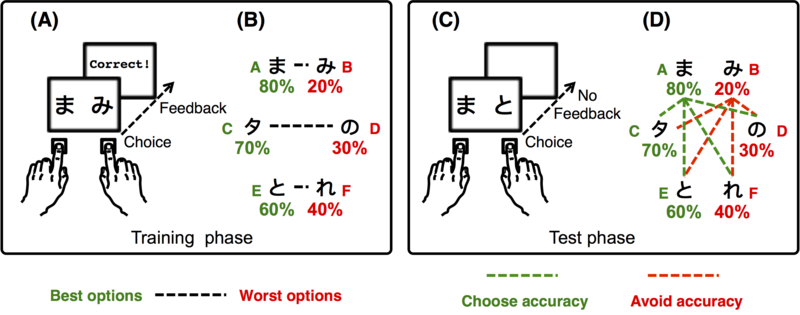 (A)
Correct!
ま み
Feedback
Choice
(B)
A ま み B
80% 20%
C タ の D
70% 30%
E と れ F
60% 40%
Training phase
(C)
ま と
No
Feedback
Choice
(D)
A ま み B
80% 20%
C タ の D
70% 30%
E と れ F
60% 40%
Test phase
Best options Worst options
Choose accuracy Avoid accuracy